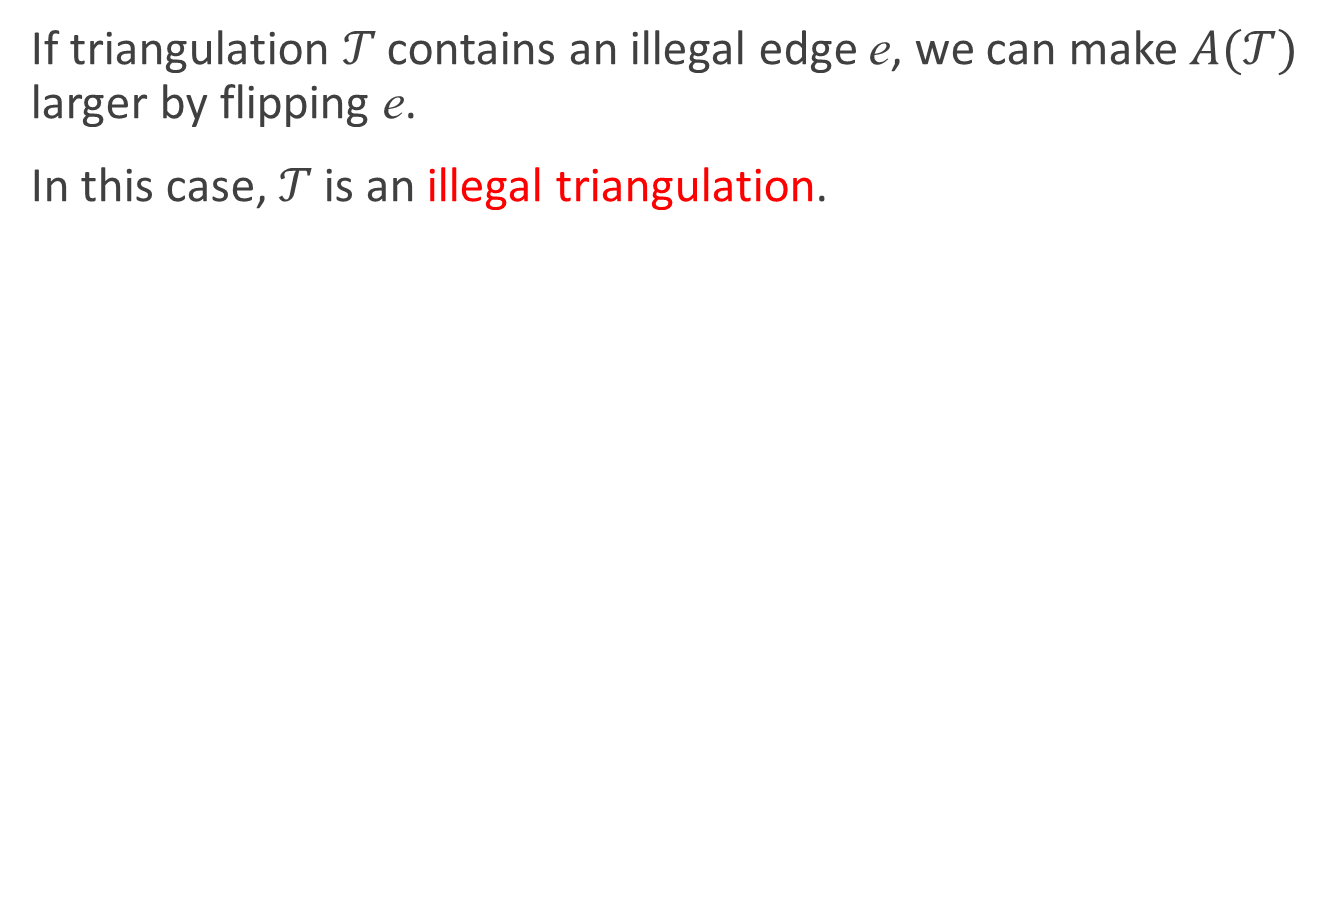 If triangulation 𝒯 contains an illegal edge 𝑒, we can make 𝐴(𝒯)
larger by flipping 𝑒.
In this case, 𝒯 is an illegal triangulation.